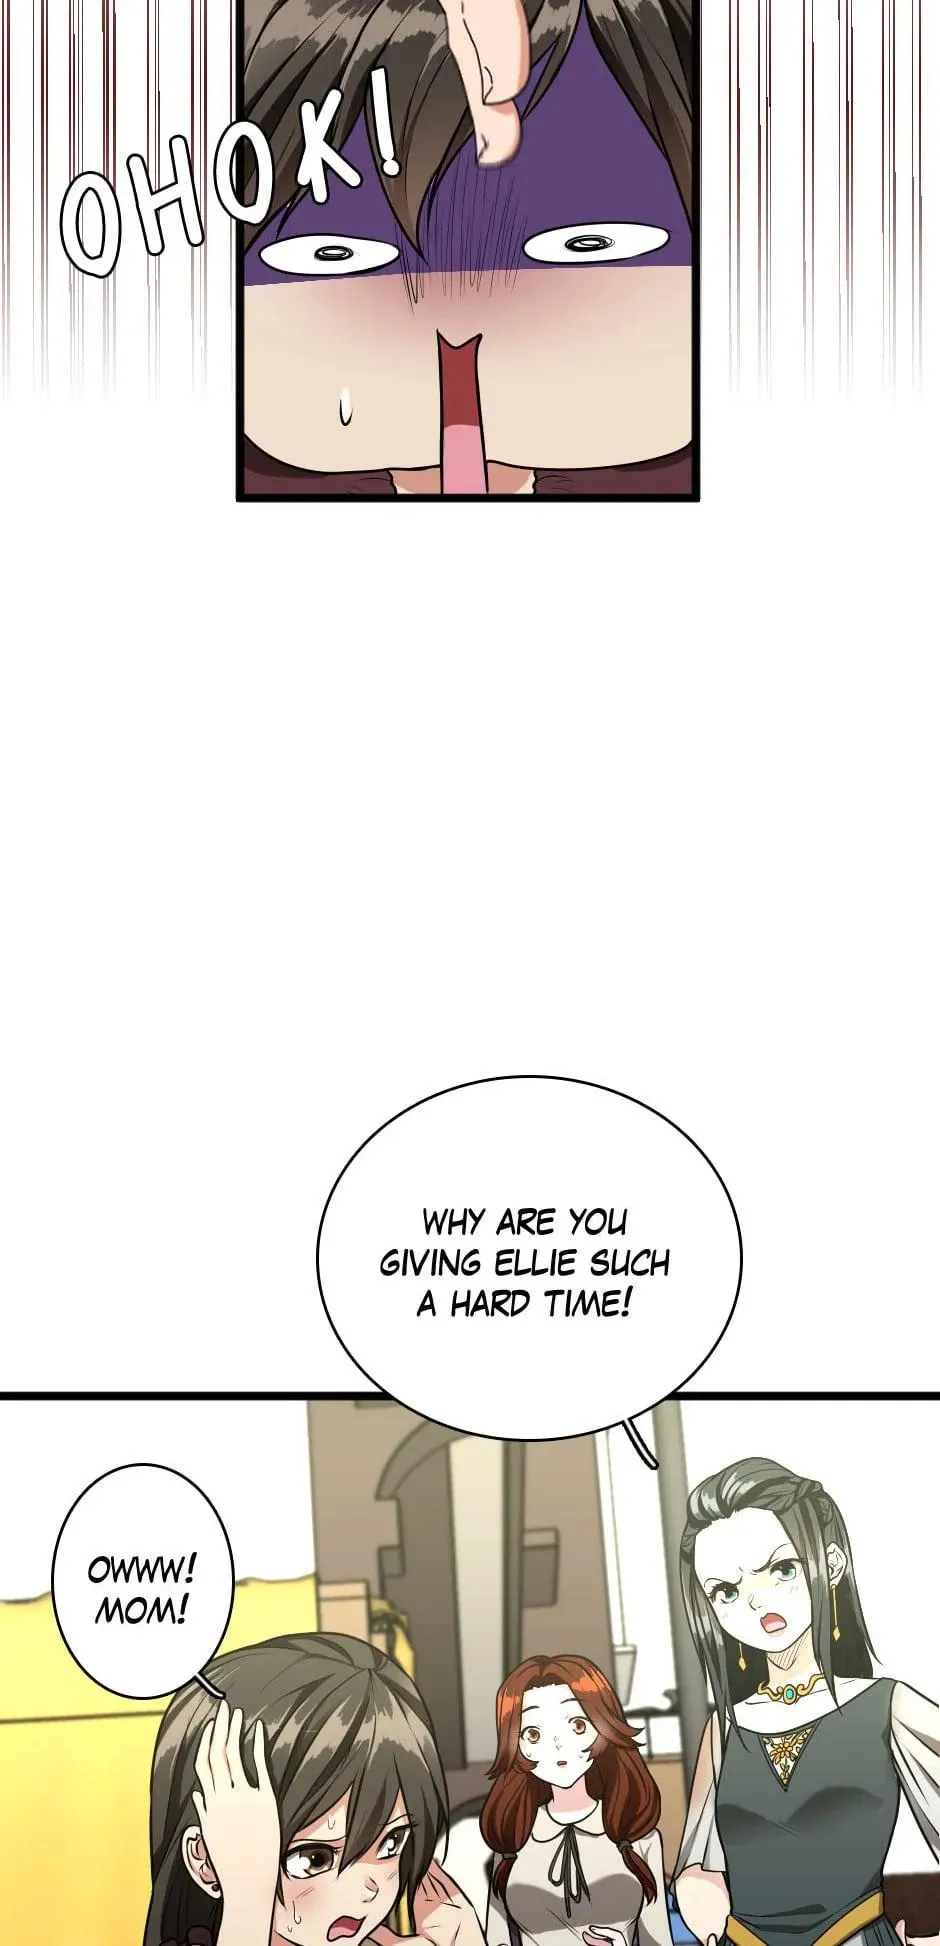 OHOK!
WHY ARE YOU
GIVING ELLIE SUCH
A HARD TIME!
OWWW!
MOM!